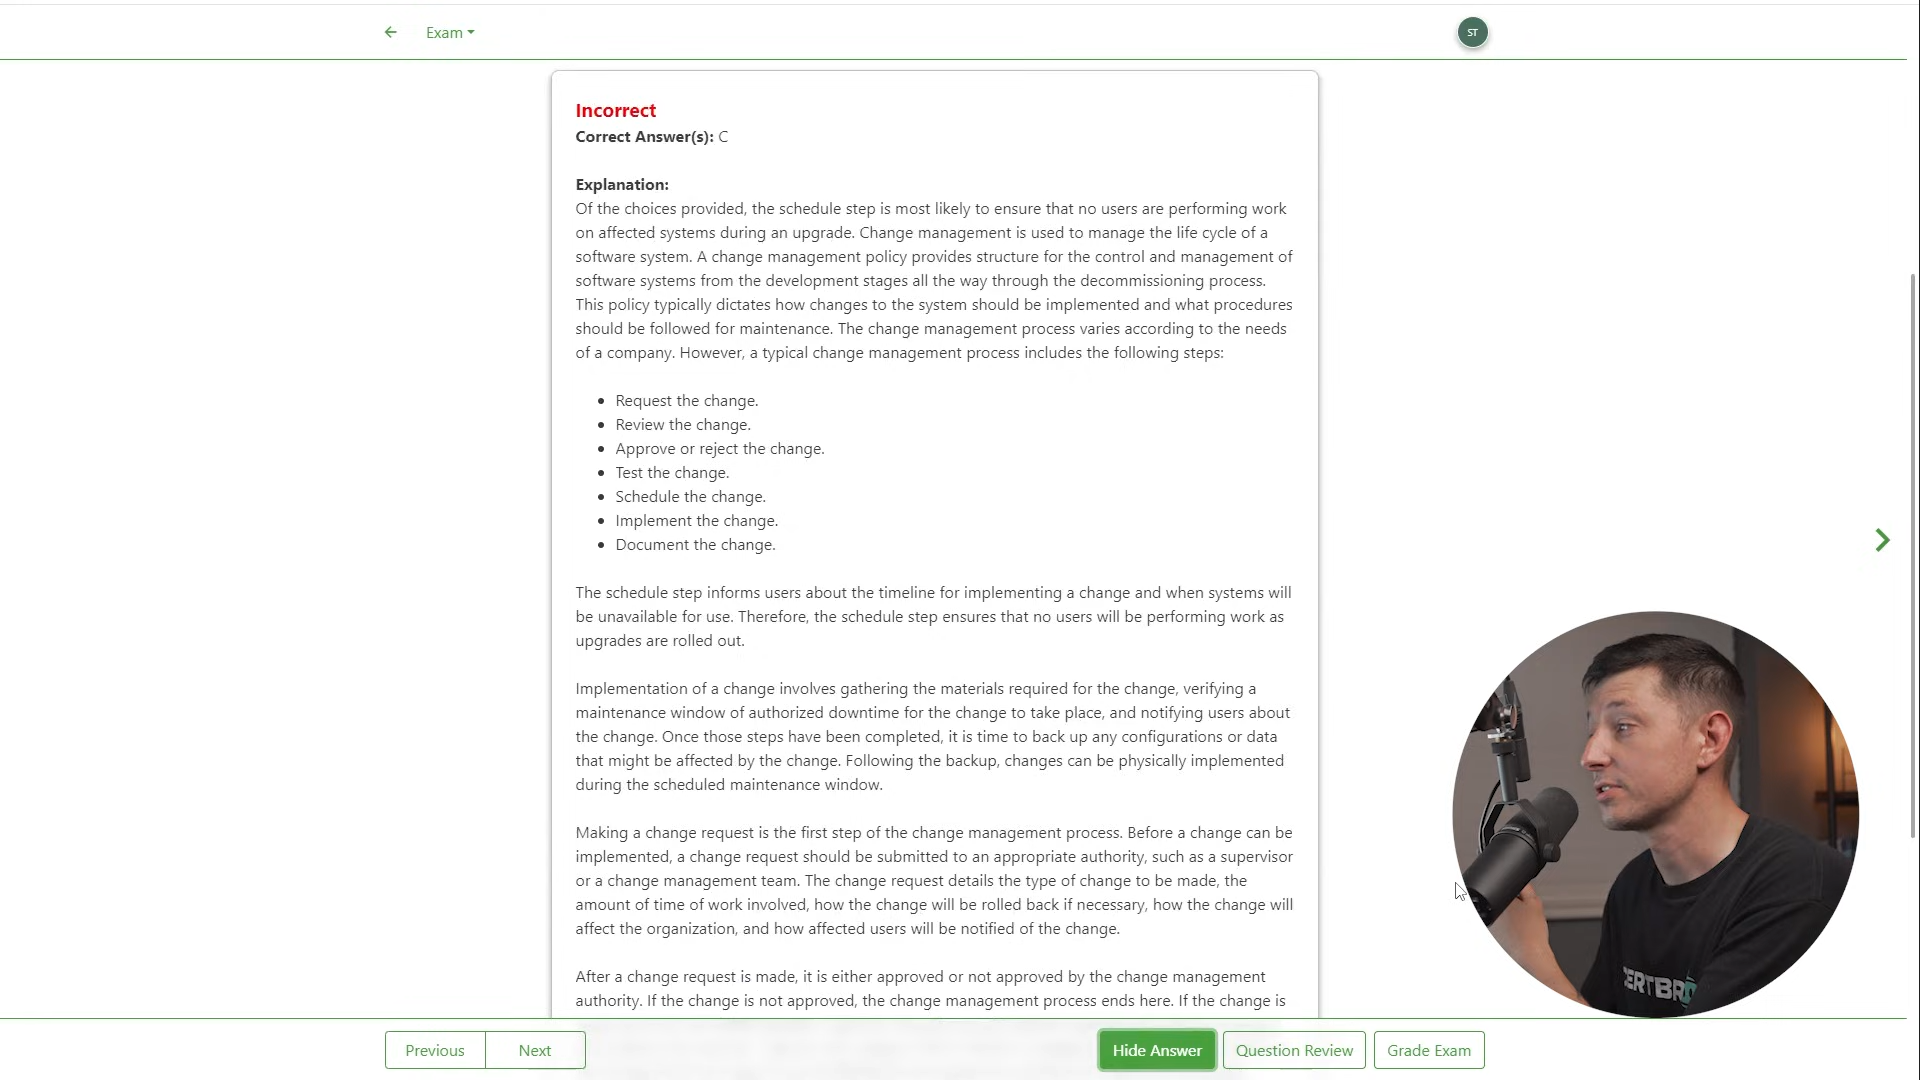 Exam
ST
Incorrect
Correct Answer(s): C
Explanation:
Of the choices provided, the schedule step is most likely to ensure that no users are performing work
on affected systems during an upgrade. Change management is used to manage the life cycle of a
software system. A change management policy provides structure for the control and management of
software systems from the development stages all the way through the decommissioning process.
This policy typically dictates how changes to the system should be implemented and what procedures
should be followed for maintenance. The change management process varies according to the needs
of a company. However, a typical change management process includes the following steps:
• Request the change.
• Review the change.
• Approve or reject the change.
• Test the change.
• Schedule the change.
• Implement the change.
• Document the change.
The schedule step informs users about the timeline for implementing a change and when systems will
be unavailable for use. Therefore, the schedule step ensures that no users will be performing work as
upgrades are rolled out.
Implementation of a change involves gathering the materials required for the change, verifying a
maintenance window of authorized downtime for the change to take place, and notifying users about
the change. Once those steps have been completed, it is time to back up any configurations or data
that might be affected by the change. Following the backup, changes can be physically implemented
during the scheduled maintenance window.
Making a change request is the first step of the change management process. Before a change can be
implemented, a change request should be submitted to an appropriate authority, such as a supervisor
or a change management team. The change request details the type of change to be made, the
amount of time of work involved, how the change will be rolled back if necessary, how the change will
affect the organization, and how affected users will be notified of the change.
After a change request is made, it is either approved or not approved by the change management
authority. If the change is not approved, the change management process ends here. If the change is
Previous
Next
Hide Answer
Question Review
Grade Exam